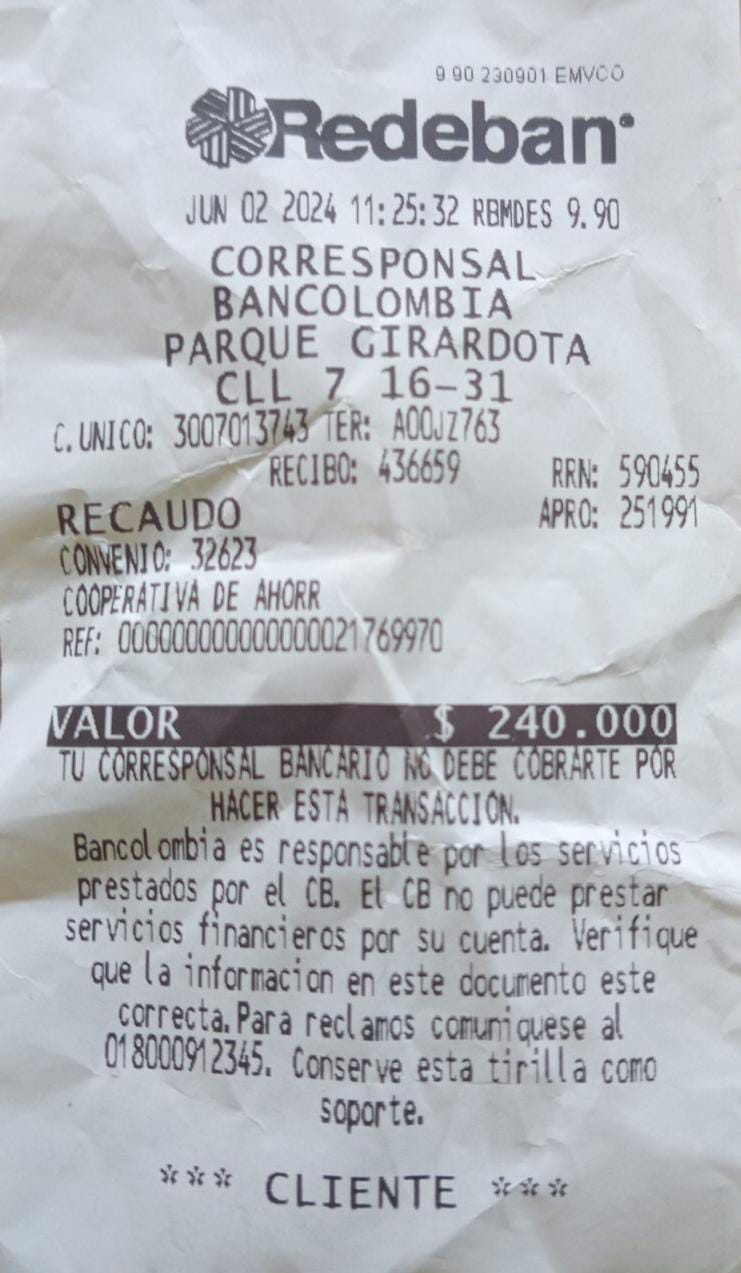 9 90 230901 EMVCO
Redeban
JUN 02 2024 11:25:32 RBMDES 9.90
CORRESPONSAL
BANCOLOMBIA
PARQUE GIRARDOTA
CLL 7 16-31
C.UNICO: 3007013743 TER: A00JZ763
RECIBO: 436659 RRN: 590455
RECAUDO APRO: 251991
CONVENIO: 32623
COOPERATIVA DE AHORR
REF: 000000000000000021769970
VALOR $ 240.000
TU CORRESPONSAL BANCARIO NO DEBE COBRARTE POR
HACER ESTA TRANSACCION.
Bancolombia es responsable por los servicios
prestados por el CB. El CB no puede prestar
servicios financieros por su cuenta. Verifique
que la informacion en este documento este
correcta.Para reclamos comuniquese al
018000912345. Conserve esta tirilla como
soporte.
*** CLIENTE ***